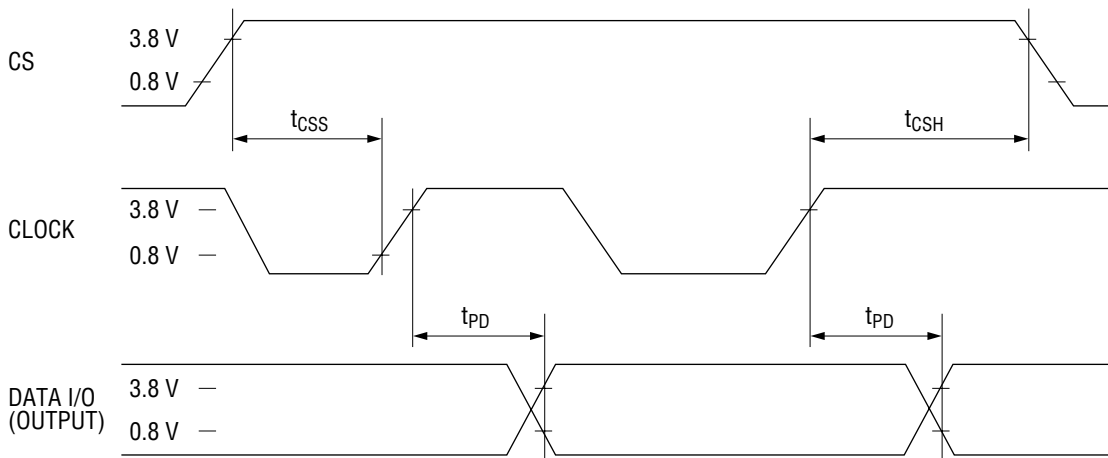 CS
3.8 V
0.8 V
tCSS
tCSH
CLOCK
3.8 V
0.8 V
tPD
tPD
DATA I/O
(OUTPUT)
3.8 V
0.8 V